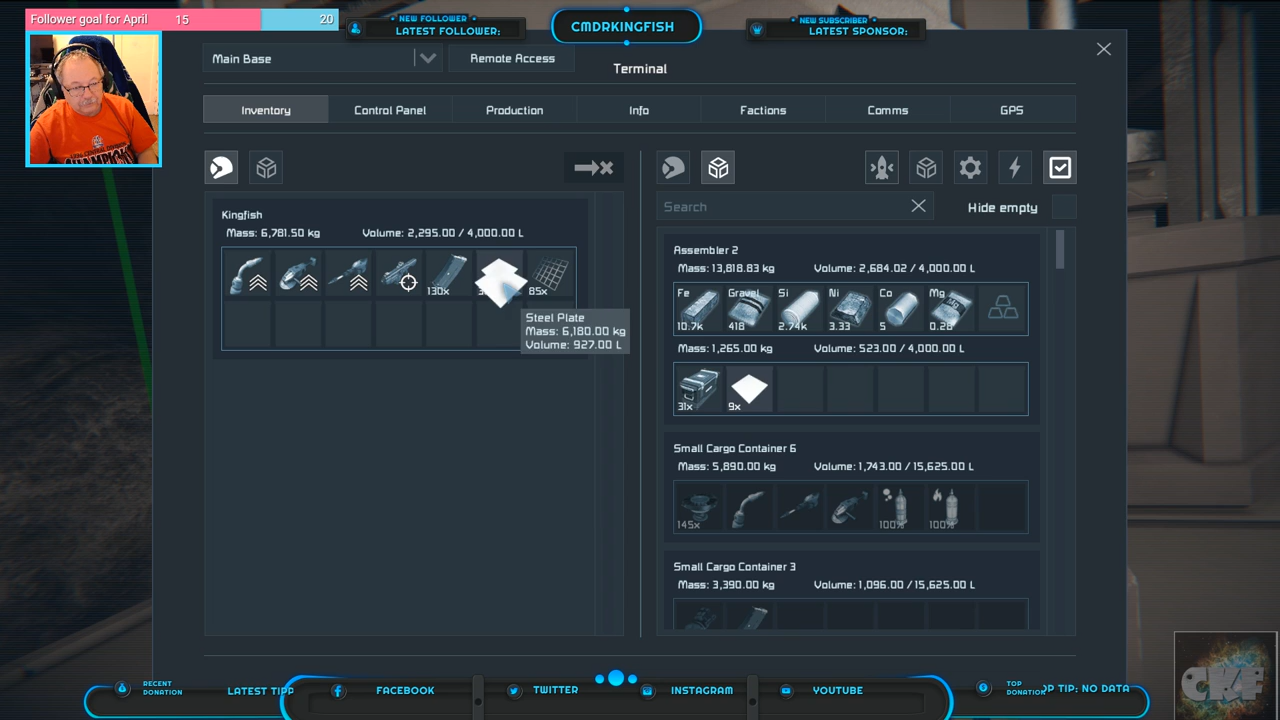 Follower goal for April 15 20
NEW FOLLOWER
LATEST FOLLOWER:
CMDRKINGFISH
NEW SUBSCRIBER
LATEST SPONSOR:
Main Base
Remote Access
Terminal
Inventory
Control Panel
Production
Info
Factions
Comms
GPS
Search
Hide empty
Kingfish
Mass: 6,781.50 kg Volume: 2,295.00 / 4,000.00 L
130x
85x
Steel Plate
Mass: 6,180.00 kg
Volume: 927.00 L
Assembler 2
Mass: 13,818.83 kg Volume: 2,684.02 / 4,000.00 L
Fe Gravel Si Ni Co Mg
10.7k 418 2.74k 3.33 5 0.28
Mass: 1,265.00 kg Volume: 523.00 / 4,000.00 L
31x 9x
Small Cargo Container 6
Mass: 5,890.00 kg Volume: 1,743.00 / 15,625.00 L
145x 100% 100%
Small Cargo Container 3
Mass: 3,390.00 kg Volume: 1,096.00 / 15,625.00 L
RECENT
DONATION
LATEST TIPP
FACEBOOK
TWITTER
INSTAGRAM
YOUTUBE
TOP
DONATION
OP TIP: NO DATA
CKF